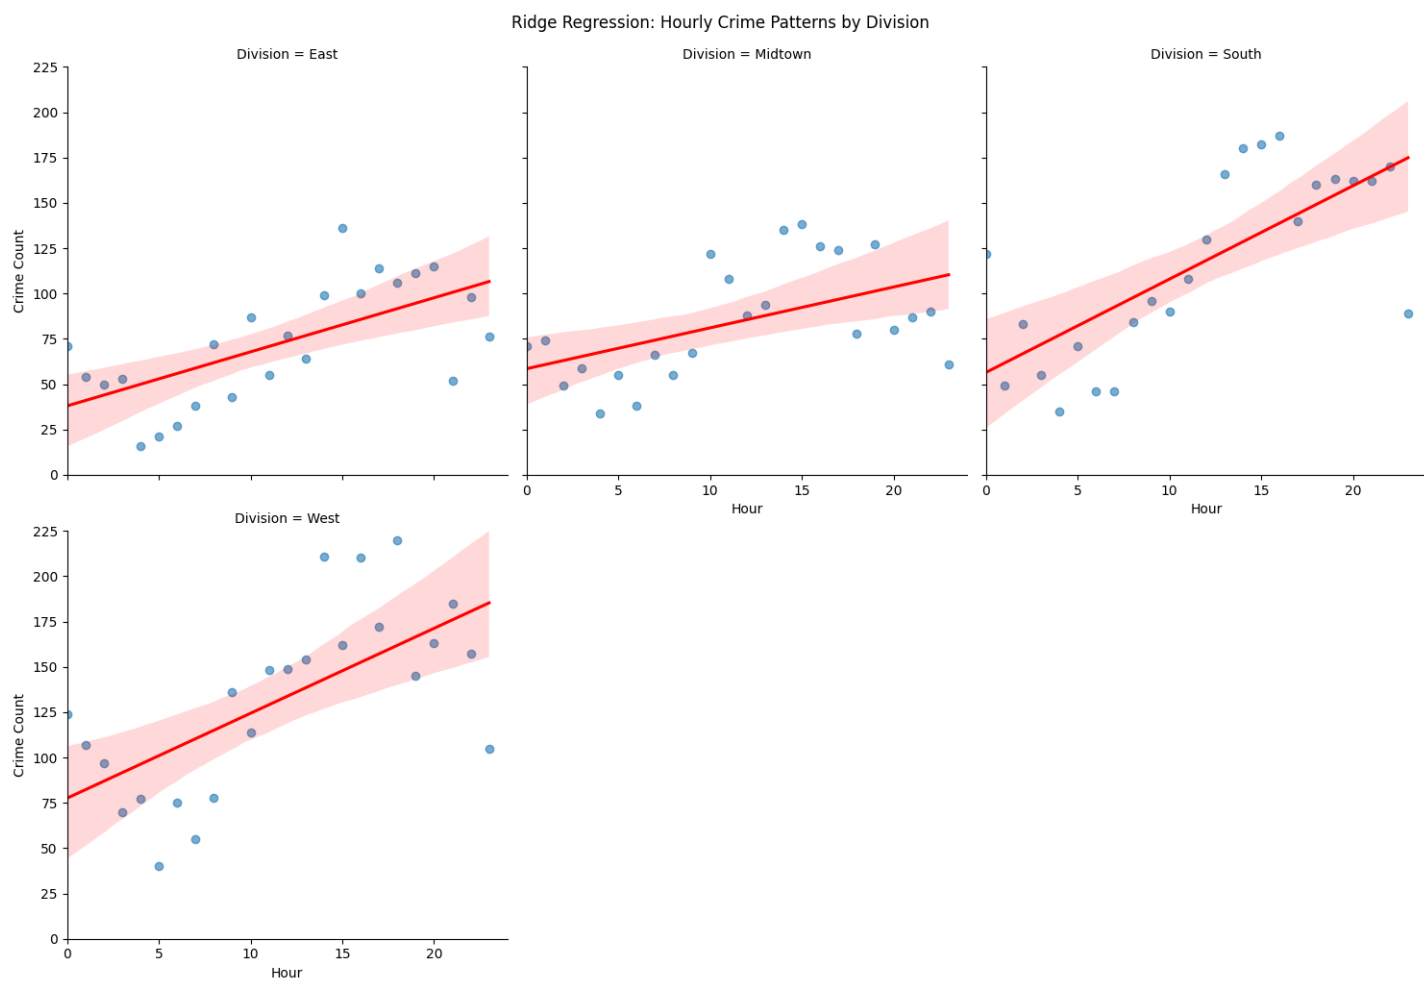 Ridge Regression: Hourly Crime Patterns by Division
Division = East
Division = Midtown
Division = South
225
200
175
150
125
100
75
50
25
0
Crime Count
0 5 10 15 20
Hour
0 5 10 15 20
Hour
Division = West
225
200
175
150
125
100
75
50
25
0
Crime Count
0 5 10 15 20
Hour